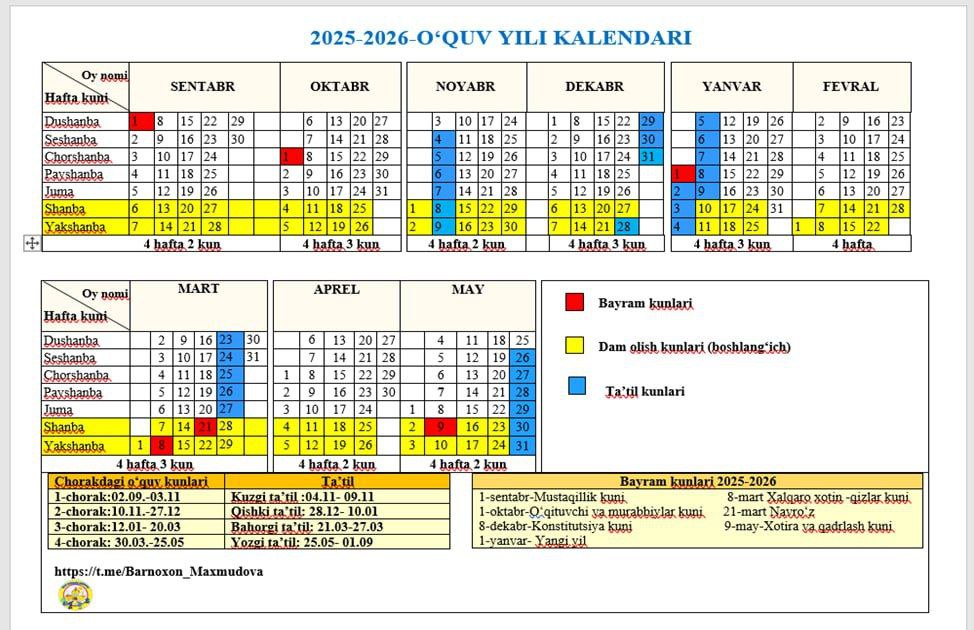 2025-2026-O‘QUV YILI KALENDARI
Oy nomi SENTABR OKTABR NOYABR DEKABR YANVAR FEVRAL
Hafta kuni
Dushanba 1 8 15 22 29 6 13 20 27 3 10 17 24 1 8 15 22 29 5 12 19 26 2 9 16 23
Seshanba 2 9 16 23 30 7 14 21 28 4 11 18 25 2 9 16 23 30 6 13 20 27 3 10 17 24
Chorshanba 3 10 17 24 1 8 15 22 29 5 12 19 26 3 10 17 24 31 7 14 21 28 4 11 18 25
Payshanba 4 11 18 25 2 9 16 23 30 6 13 20 27 4 11 18 25 1 8 15 22 29 5 12 19 26
Juma 5 12 19 26 3 10 17 24 31 7 14 21 28 5 12 19 26 2 9 16 23 30 6 13 20 27
Shanba 6 13 20 27 4 11 18 25 1 8 15 22 29 6 13 20 27 3 10 17 24 31 7 14 21 28
Yakshanba 7 14 21 28 5 12 19 26 2 9 16 23 30 7 14 21 28 4 11 18 25 1 8 15 22
4 hafta 2 kun 4 hafta 3 kun 4 hafta 2 kun 4 hafta 3 kun 4 hafta 3 kun 4 hafta
Oy nomi MART APREL MAY
Hafta kuni
Dushanba 2 9 16 23 30 6 13 20 27 4 11 18 25
Seshanba 3 10 17 24 31 7 14 21 28 5 12 19 26
Chorshanba 4 11 18 25 1 8 15 22 29 6 13 20 27
Payshanba 5 12 19 26 2 9 16 23 30 7 14 21 28
Juma 6 13 20 27 3 10 17 24 1 8 15 22 29
Shanba 7 14 21 28 4 11 18 25 2 9 16 23 30
Yakshanba 1 8 15 22 29 5 12 19 26 3 10 17 24 31
4 hafta 3 kun 4 hafta 2 kun 4 hafta 2 kun
Bayram kunlari
Dam olish kunlari (boshlang‘ich)
Ta’til kunlari
Chorakdagi o‘quv kunlari Ta’til
1-chorak:02.09.-03.11 Kuzgi ta’til :04.11- 09.11
2-chorak:10.11.-27.12 Qishki ta’til: 28.12- 10.01
3-chorak:12.01- 20.03 Bahorgi ta’til: 21.03-27.03
4-chorak: 30.03.-25.05 Yozgi ta’til: 25.05- 01.09
Bayram kunlari 2025-2026
1-sentabr-Mustaqillik kuni 8-mart Xalqaro xotin -qizlar kuni
1-oktabr-O‘qituvchi va murabbiylar kuni 21-mart Navro‘z
8-dekabr-Konstitutsiya kuni 9-may-Xotira va qadrlash kuni
1-yanvar- Yangi yil
https://t.me/Barnoxon_Maxmudova